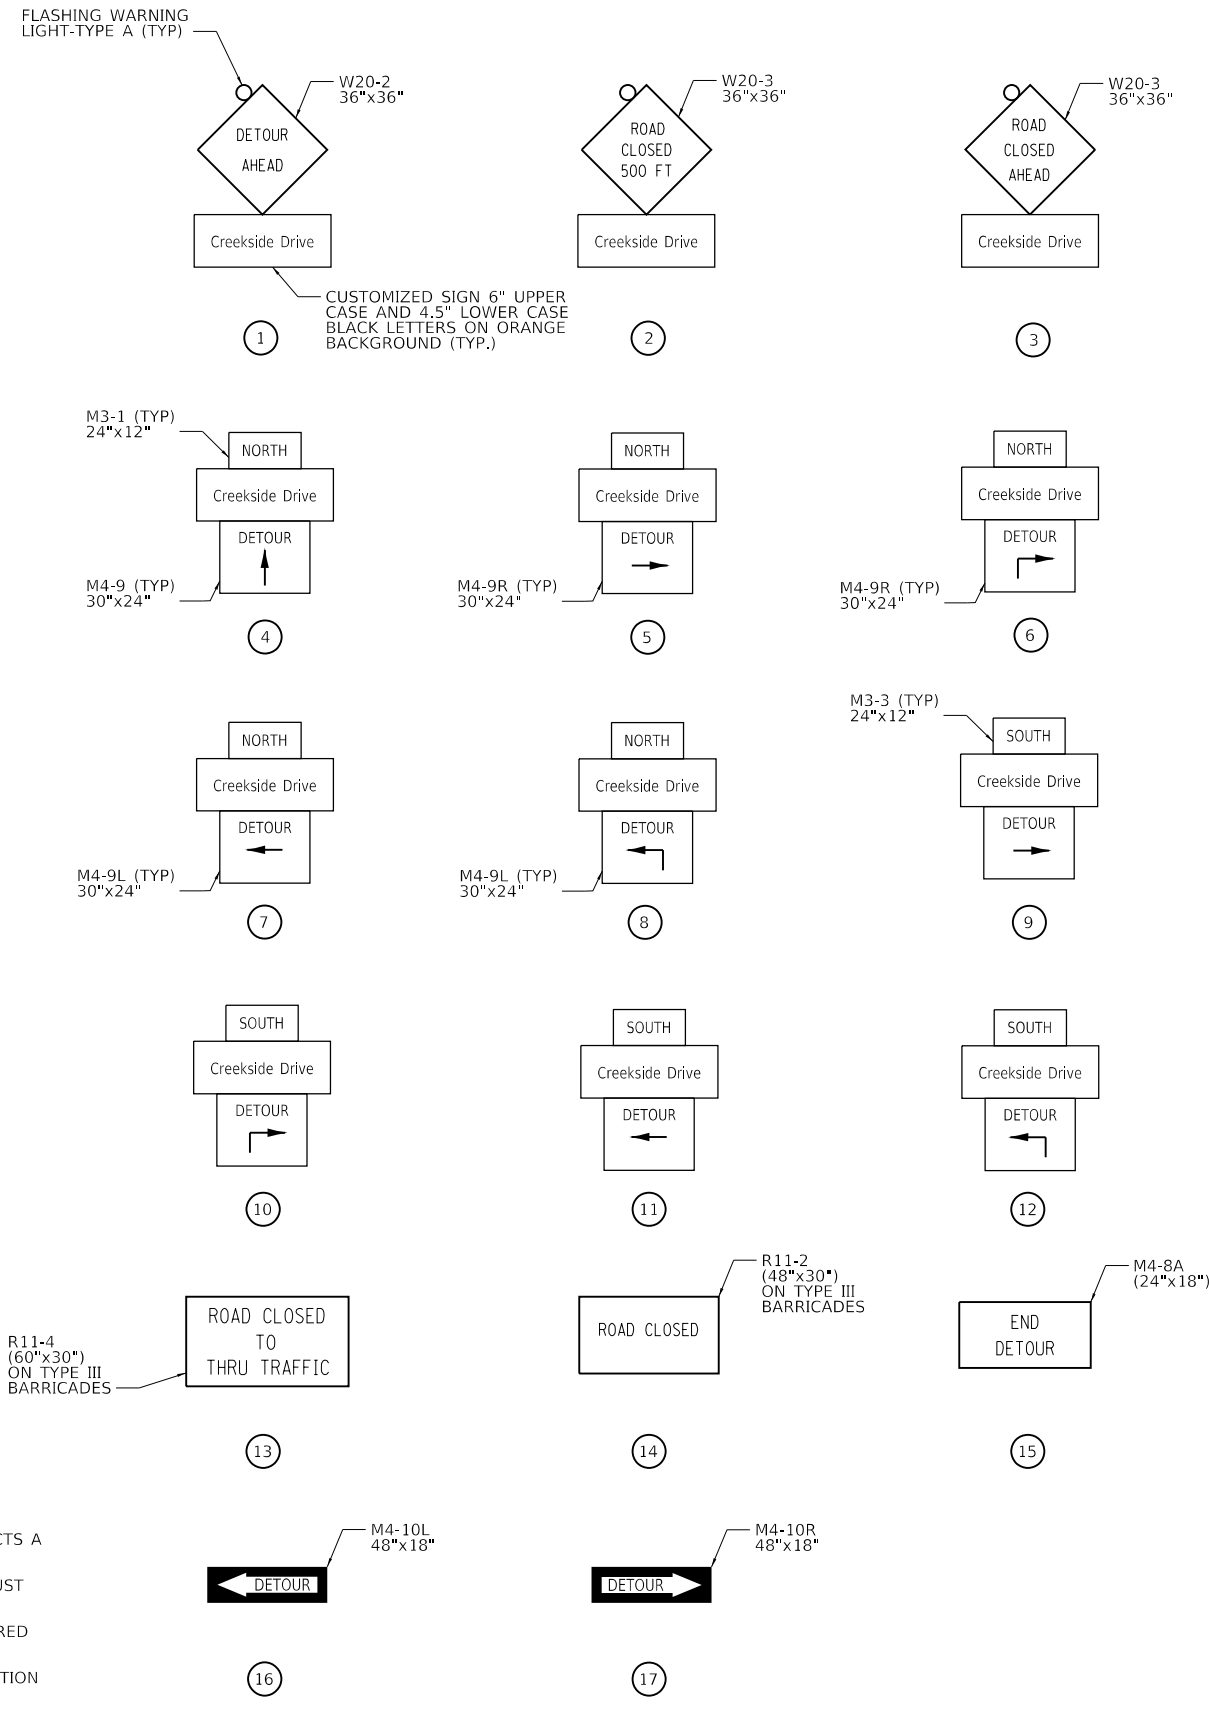 FLASHING WARNING
LIGHT-TYPE A (TYP)
W20-2
36"x36"
DETOUR
AHEAD
Creekside Drive
CUSTOMIZED SIGN 6" UPPER
CASE AND 4.5" LOWER CASE
BLACK LETTERS ON ORANGE
BACKGROUND (TYP.)
1
W20-3
36"x36"
ROAD
CLOSED
500 FT
Creekside Drive
2
W20-3
36"x36"
ROAD
CLOSED
AHEAD
Creekside Drive
3
M3-1 (TYP)
24"x12"
NORTH
Creekside Drive
DETOUR
M4-9 (TYP)
30"x24"
4
NORTH
Creekside Drive
DETOUR
M4-9R (TYP)
30"x24"
5
NORTH
Creekside Drive
DETOUR
M4-9R (TYP)
30"x24"
6
NORTH
Creekside Drive
DETOUR
M4-9L (TYP)
30"x24"
7
NORTH
Creekside Drive
DETOUR
M4-9L (TYP)
30"x24"
8
M3-3 (TYP)
24"x12"
SOUTH
Creekside Drive
DETOUR
9
SOUTH
Creekside Drive
DETOUR
10
SOUTH
Creekside Drive
DETOUR
11
SOUTH
Creekside Drive
DETOUR
12
ROAD CLOSED
TO
THRU TRAFFIC
R11-4
(60"x30")
ON TYPE III
BARRICADES
13
R11-2
(48"x30")
ON TYPE III
BARRICADES
ROAD CLOSED
14
M4-8A
(24"x18")
END
DETOUR
15
CTS A
UST
RED
TION
M4-10L
48"x18"
DETOUR
16
M4-10R
48"x18"
DETOUR
17